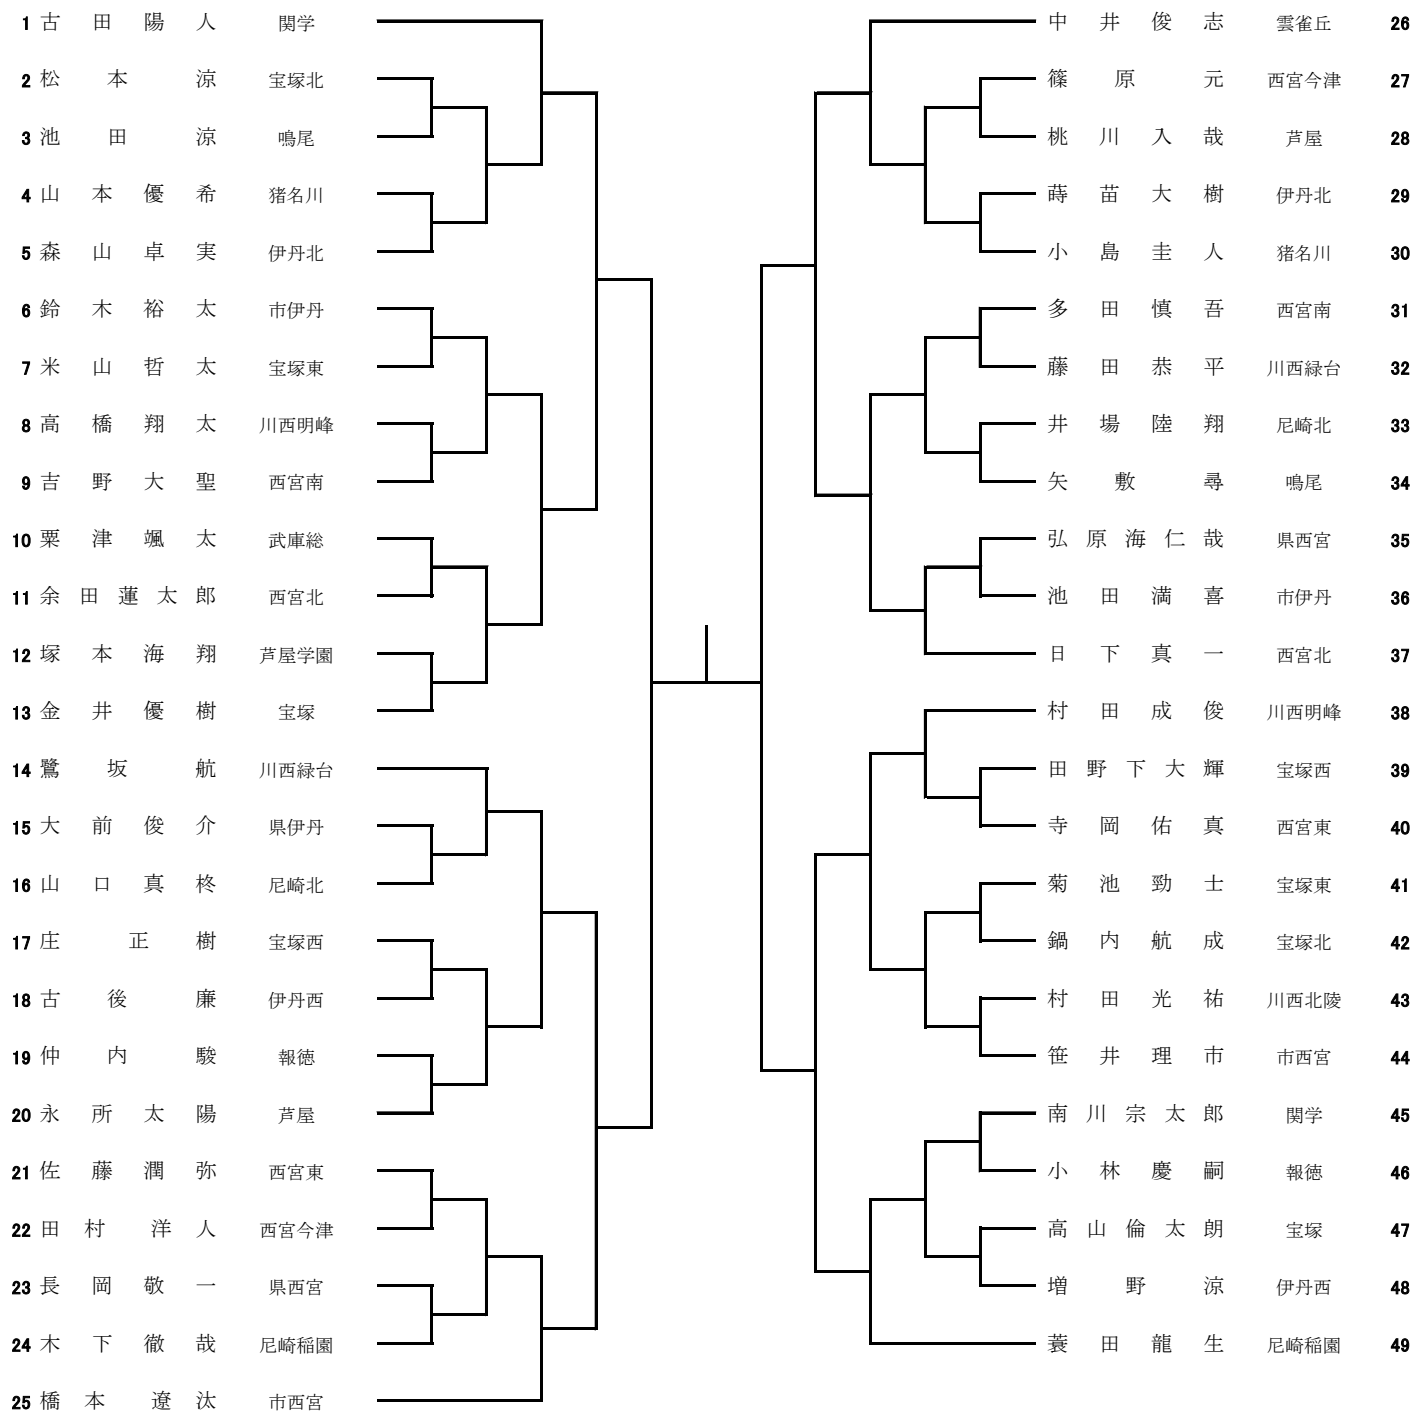 1 古田陽人 関学
2 松本涼 宝塚北
3 池田涼 鳴尾
4 山本優希 猪名川
5 森山卓実 伊丹北
6 鈴木裕太 市伊丹
7 米山哲太 宝塚東
8 高橋翔太 川西明峰
9 吉野大聖 西宮南
10 栗津颯太 武庫総
11 余田蓮太郎 西宮北
12 塚本海翔 芦屋学園
13 金井優樹 宝塚
14 鷺坂航 川西緑台
15 大前俊介 県伊丹
16 山口真柊 尼崎北
17 庄正樹 宝塚西
18 古後廉 伊丹西
19 仲内駿 報徳
20 永所太陽 芦屋
21 佐藤潤弥 西宮東
22 田村洋人 西宮今津
23 長岡敬一 県西宮
24 木下徹哉 尼崎稲園
25 橋本遼汰 市西宮
中井俊志 雲雀丘 26
篠原元 西宮今津 27
桃川入哉 芦屋 28
蒔苗大樹 伊丹北 29
小島圭人 猪名川 30
多田慎吾 西宮南 31
藤田恭平 川西緑台 32
井場陸翔 尼崎北 33
矢敷尋 鳴尾 34
弘原海仁哉 県西宮 35
池田満喜 市伊丹 36
日下真一 西宮北 37
村田成俊 川西明峰 38
田野下大輝 宝塚西 39
寺岡佑真 西宮東 40
菊池勁士 宝塚東 41
鍋内航成 宝塚北 42
村田光祐 川西北陵 43
笹井理市 市西宮 44
南川宗太郎 関学 45
小林慶嗣 報徳 46
高山倫太朗 宝塚 47
増野涼 伊丹西 48
蓑田龍生 尼崎稲園 49